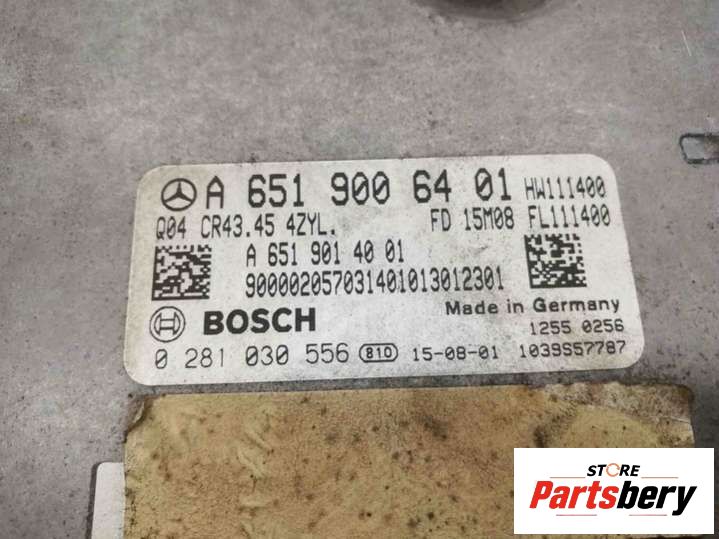 A 651 900 64 01 HW111400
Q04 CR43.45 4ZYL. FD 15M08 FL111400
A 651 901 40 01
900002057031401013012301
BOSCH Made in Germany
1255 0256
0 281 030 556 810 15-08-01 1039S57787
STORE
Partsbery